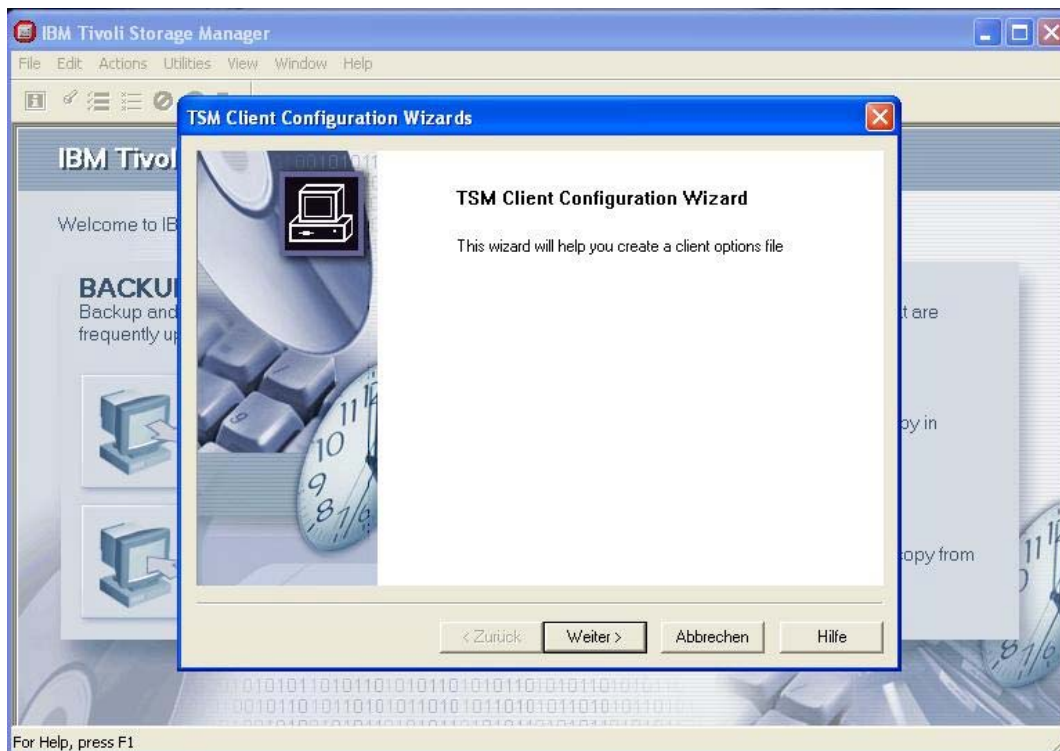 IBM Tivoli Storage Manager
File Edit Actions Utilities View Window Help
TSM Client Configuration Wizards
IBM Tivol
TSM Client Configuration Wizard
This wizard will help you create a client options file
Welcome to IB
BACKU
Backup and
t are
frequently up
py in
copy from
< Zurück
Weiter >
Abbrechen
Hilfe
For Help, press F1